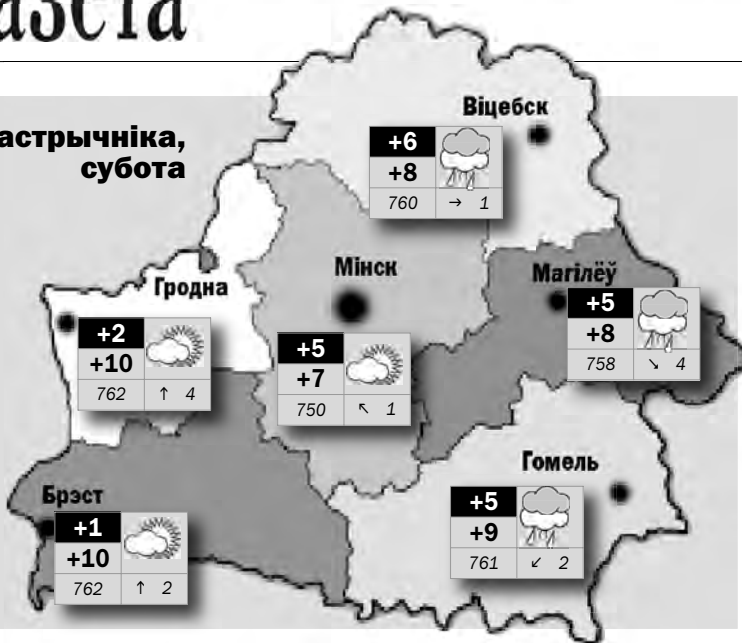 астрычніка,
субота
Віцебск
+6
+8
760 → 1
Мінск
+5
+7
750 ↖ 1
Магілёў
+5
+8
758 ↘ 4
Гродна
+2
+10
762 ↑ 4
Гомель
+5
+9
761 ↙ 2
Брэст
+1
+10
762 ↑ 2